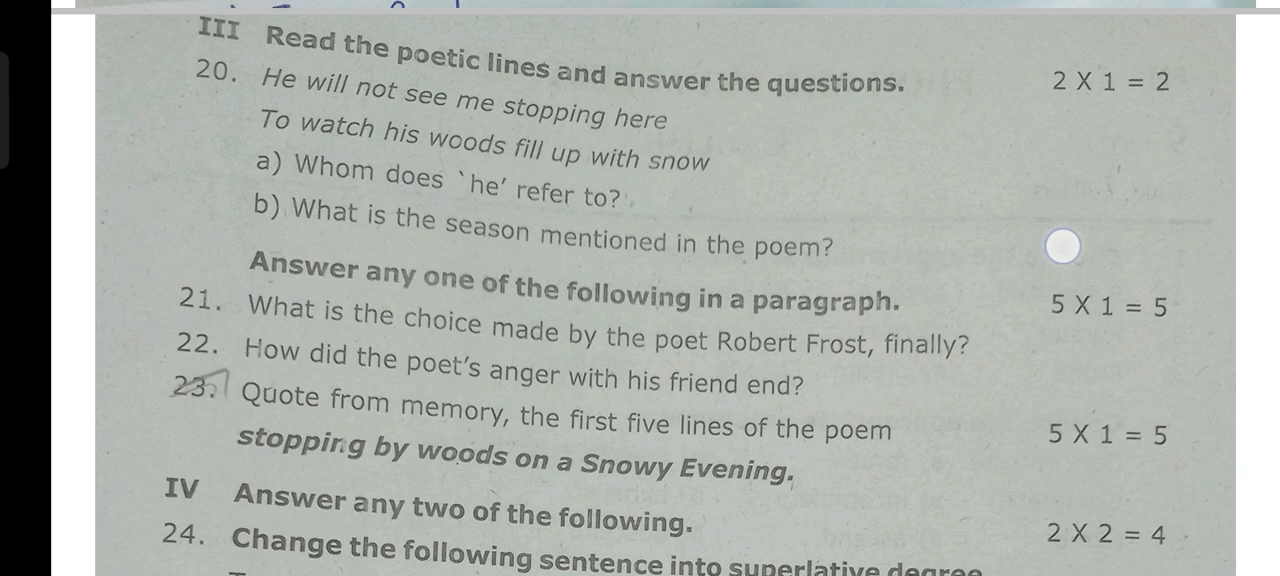 III Read the poetic lines and answer the questions. 2 X 1 = 2
20. He will not see me stopping here
To watch his woods fill up with snow
a) Whom does `he’ refer to?
b) What is the season mentioned in the poem?
Answer any one of the following in a paragraph. 5 X 1 = 5
21. What is the choice made by the poet Robert Frost, finally?
22. How did the poet’s anger with his friend end?
23. Quote from memory, the first five lines of the poem 5 X 1 = 5
stopping by woods on a Snowy Evening.
IV Answer any two of the following. 2 X 2 = 4
24. Change the following sentence into superlative degree